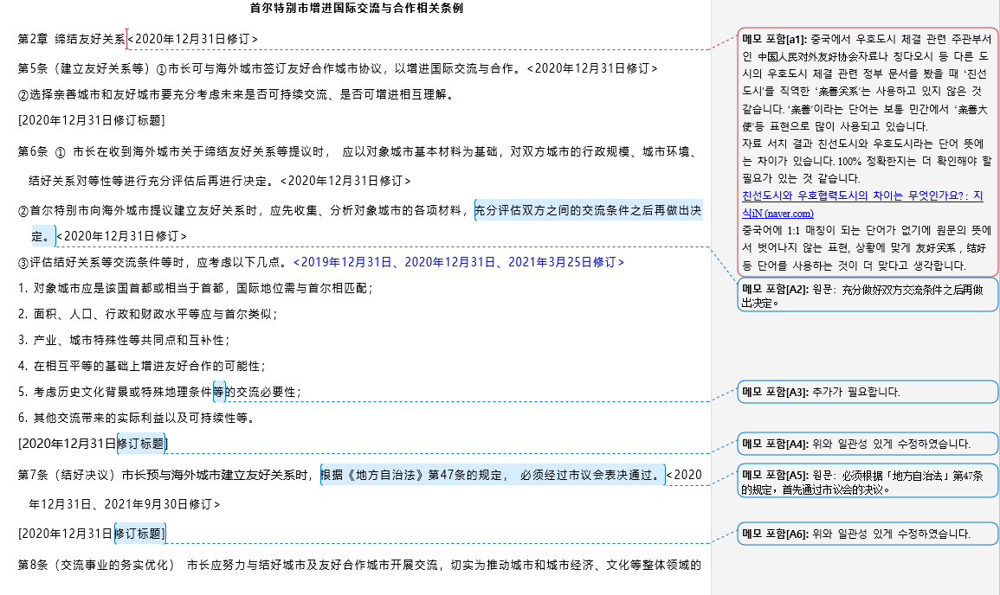 首尔特别市增进国际交流与合作相关条例
第2章 缔结友好关系<2020年12月31日修订>
第5条（建立友好关系等）①市长可与海外城市签订友好合作城市协议，以增进国际交流与合作。<2020年12月31日修订>
②选择亲善城市和友好城市要充分考虑未来是否可持续交流、是否可增进相互理解。
[2020年12月31日修订标题]
第6条 ① 市长在收到海外城市关于缔结友好关系等提议时， 应以对象城市基本材料为基础，对双方城市的行政规模、城市环境、
结好关系对等性等进行充分评估后再进行决定。<2020年12月31日修订>
②首尔特别市向海外城市提议建立友好关系时，应先收集、分析对象城市的各项材料，充分评估双方之间的交流条件之后再做出决
定。<2020年12月31日修订>
③评估结好关系等交流条件等时，应考虑以下几点。<2019年12月31日、2020年12月31日、2021年3月25日修订>
1. 对象城市应是该国首都或相当于首都，国际地位需与首尔相匹配；
2. 面积、人口、行政和财政水平等应与首尔类似；
3. 产业、城市特殊性等共同点和互补性；
4. 在相互平等的基础上增进友好合作的可能性；
5. 考虑历史文化背景或特殊地理条件等的交流必要性；
6. 其他交流带来的实际利益以及可持续性等。
[2020年12月31日修订标题]
第7条（结好决议）市长预与海外城市建立友好关系时，根据《地方自治法》第47条的规定， 必须经过市议会表决通过。<2020
年12月31日、2021年9月30日修订>
[2020年12月31日修订标题]
第8条（交流事业的务实优化） 市长应努力与结好城市及友好合作城市开展交流，切实为推动城市和城市经济、文化等整体领域的
메모 포함[a1]: 중국에서 우호도시 체결 관련 주관부서
인 中国人民对外友好协会자료나 칭다오시 등 다른 도
시의 우호도시 체결 관련 정부 문서를 봤을 때 '친선
도시'를 직역한 '亲善关系'는 사용하고 있지 않은 것
같습니다. '亲善'이라는 단어는 보통 민간에서 '亲善大
使'등 표현으로 많이 사용되고 있습니다.
자료 서치 결과 친선도시와 우호도시라는 단어 뜻에
는 차이가 있습니다. 100% 정확한지는 더 확인해야 할
필요가 있는 것 같습니다.
친선도시와 우호협력도시의 차이는 무엇인가요? : 지
식iN (naver.com)
중국어에 1:1 매칭이 되는 단어가 없기에 원문의 뜻에
서 벗어나지 않는 표현, 상황에 맞게 友好关系 , 结好
등 단어를 사용하는 것이 더 맞다고 생각합니다.
메모 포함[A2]: 원문: 充分做好双方交流条件之后再做
出决定。
메모 포함[A3]: 추가가 필요합니다.
메모 포함[A4]: 위와 일관성 있게 수정하였습니다.
메모 포함[A5]: 원문: 必须根据「地方自治法」第47条
的规定，首先通过市议会的决议。
메모 포함[A6]: 위와 일관성 있게 수정하였습니다.